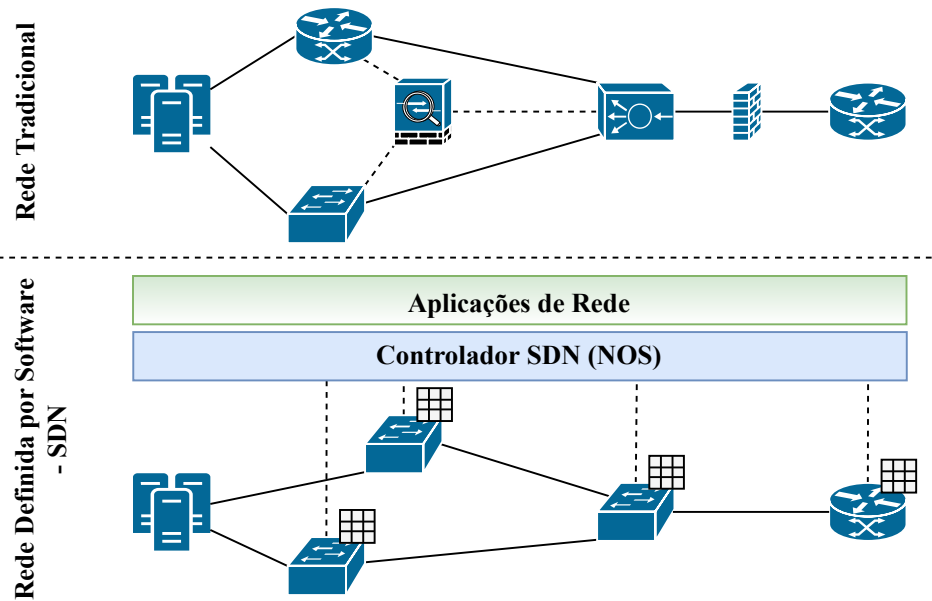 Rede Tradicional
Aplicações de Rede
Controlador SDN (NOS)
Rede Definida por Software
- SDN